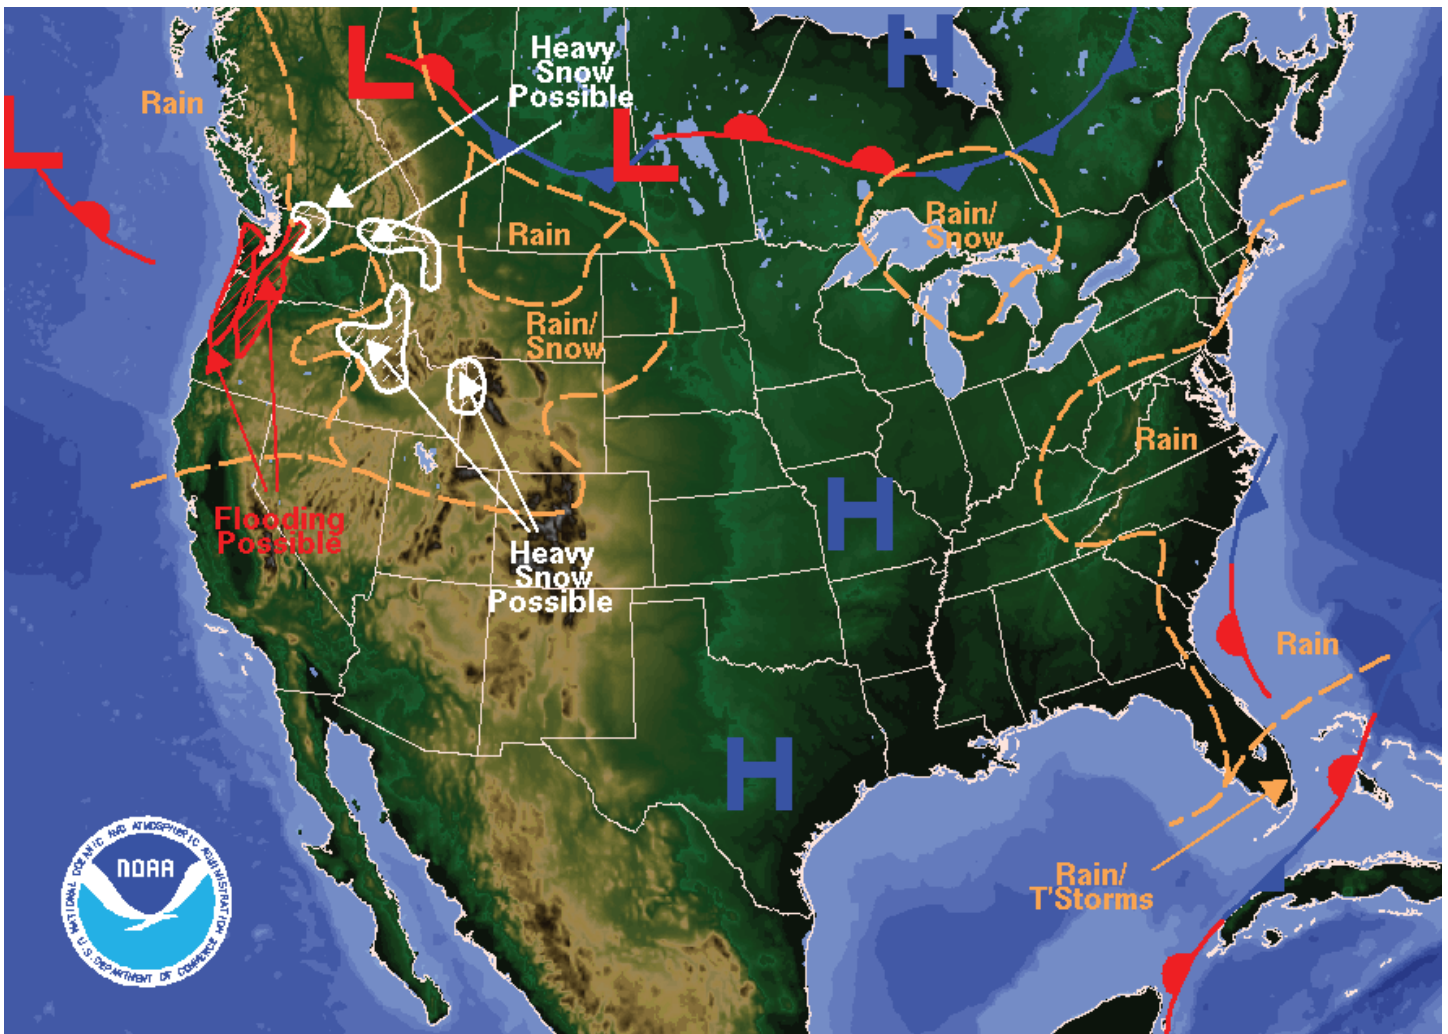 L
Heavy
Snow
Possible
H
Rain
L
L
Rain
Rain/
Snow
Rain/
Snow
Rain
H
Flooding
Possible
Heavy
Snow
Possible
Rain
H
Rain/
T'Storms
NATIONAL OCEANIC AND ATMOSPHERIC ADMINISTRATION
NOAA
U.S. DEPARTMENT OF COMMERCE